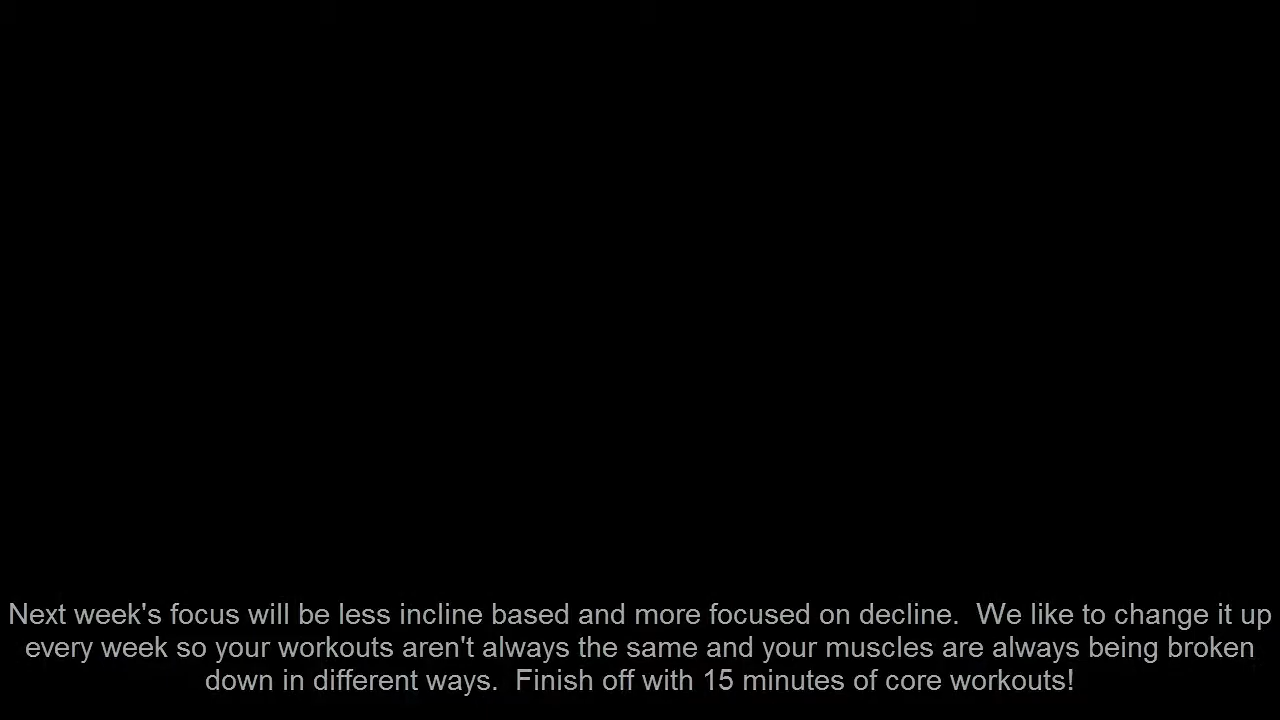 Next week's focus will be less incline based and more focused on decline.  We like to change it up
every week so your workouts aren't always the same and your muscles are always being broken
down in different ways.  Finish off with 15 minutes of core workouts!